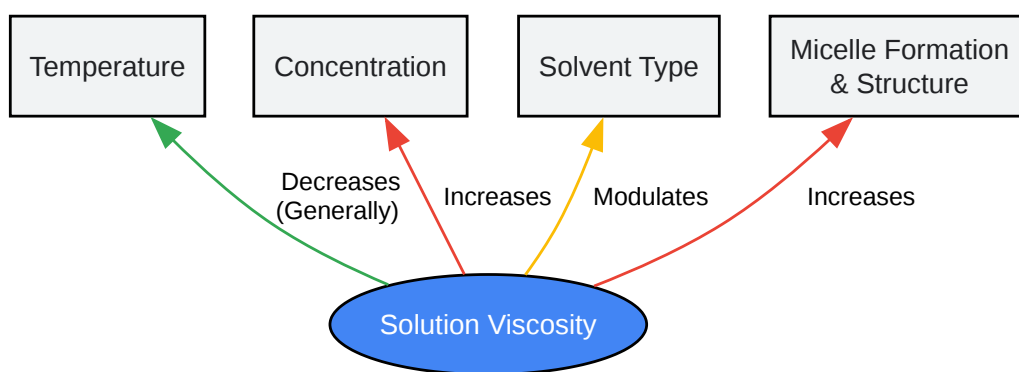 Temperature
Concentration
Solvent Type
Micelle Formation
& Structure
Decreases
(Generally)
Increases
Modulates
Increases
Solution Viscosity